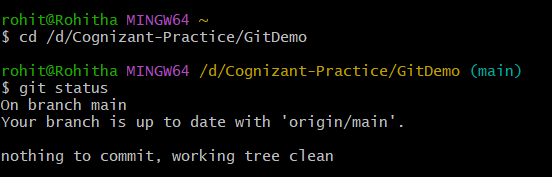 rohit@Rohitha MINGW64 ~
$ cd /d/Cognizant-Practice/GitDemo
rohit@Rohitha MINGW64 /d/Cognizant-Practice/GitDemo (main)
$ git status
On branch main
Your branch is up to date with 'origin/main'.
nothing to commit, working tree clean